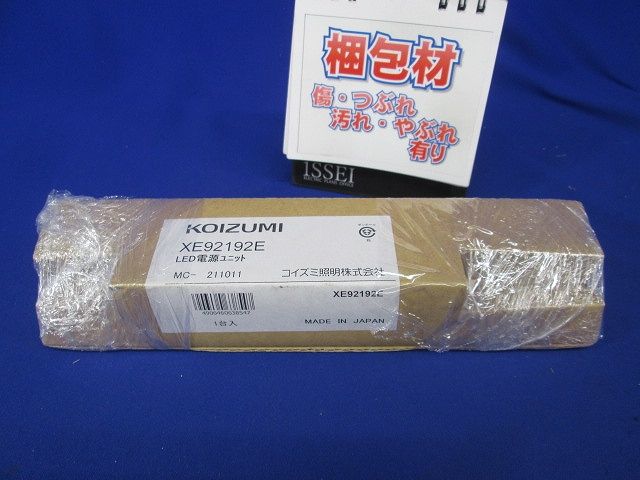 梱包材
傷・つぶれ
汚れ・やぶれ
有り
ISSEI
KOIZUMI
XE92192E
LED電源ユニット
MC- 211011
コイズミ照明株式会社
XE92192E
1台入
MADE IN JAPAN